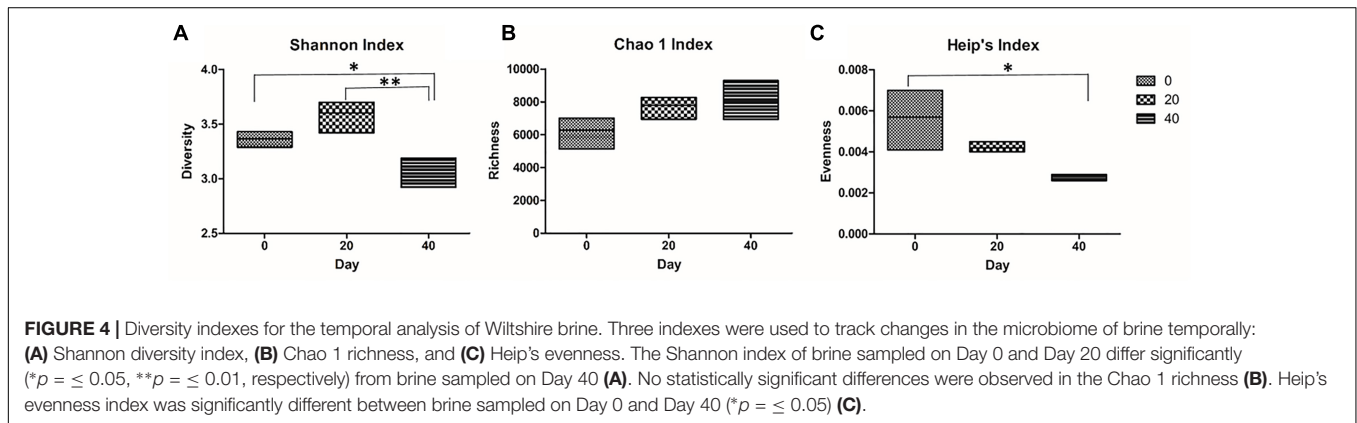 A
Shannon Index
Diversity
4.0
3.5
3.0
2.5
*
**
0 20 40
Day
B
Chao 1 Index
Richness
10000
8000
6000
4000
2000
0
0 20 40
Day
C
Heip's Index
Evenness
0.008
0.006
0.004
0.002
0.000
*
0 20 40
Day
0
20
40
FIGURE 4 | Diversity indexes for the temporal analysis of Wiltshire brine. Three indexes were used to track changes in the microbiome of brine temporally:
(A) Shannon diversity index, (B) Chao 1 richness, and (C) Heip's evenness. The Shannon index of brine sampled on Day 0 and Day 20 differ significantly
(*p = ≤ 0.05, **p = ≤ 0.01, respectively) from brine sampled on Day 40 (A). No statistically significant differences were observed in the Chao 1 richness (B). Heip's
evenness index was significantly different between brine sampled on Day 0 and Day 40 (*p = ≤ 0.05) (C).